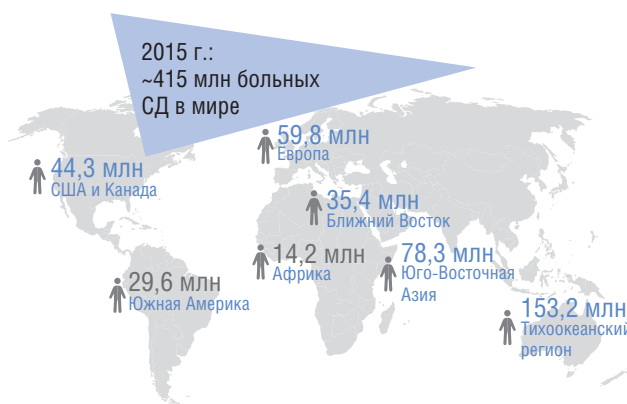 2015 г.:
~415 млн больных
СД в мире
59,8 млн
Европа
44,3 млн
США и Канада
35,4 млн
Ближний Восток
14,2 млн
Африка
78,3 млн
Юго-Восточная
Азия
29,6 млн
Южная Америка
153,2 млн
Тихоокеанский
регион